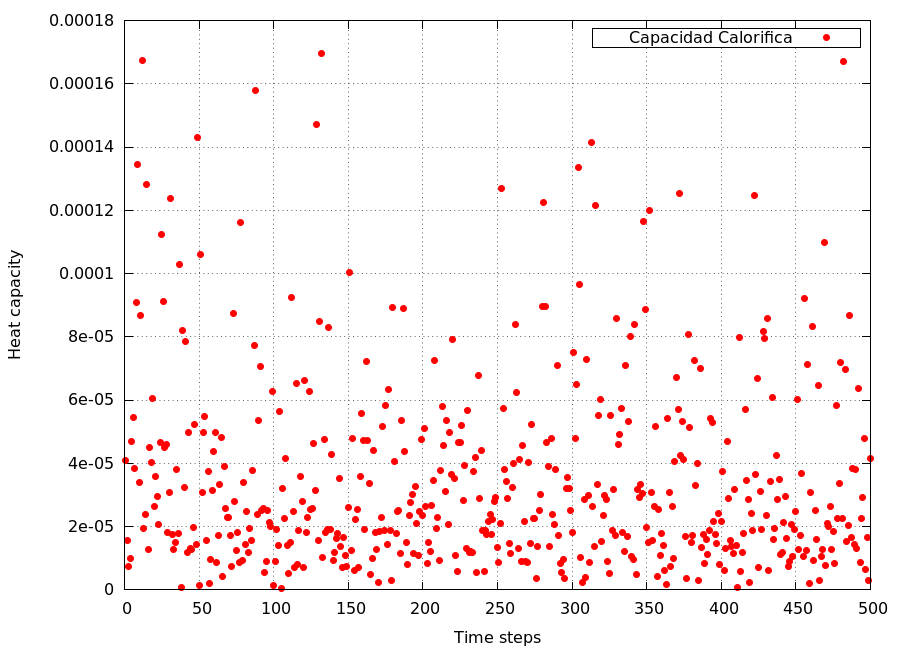 0.00018
Capacidad Calorifica
0.00016
0.00014
0.00012
0.0001
Heat capacity
8e-05
6e-05
4e-05
2e-05
0
0 50 100 150 200 250 300 350 400 450 500
Time steps